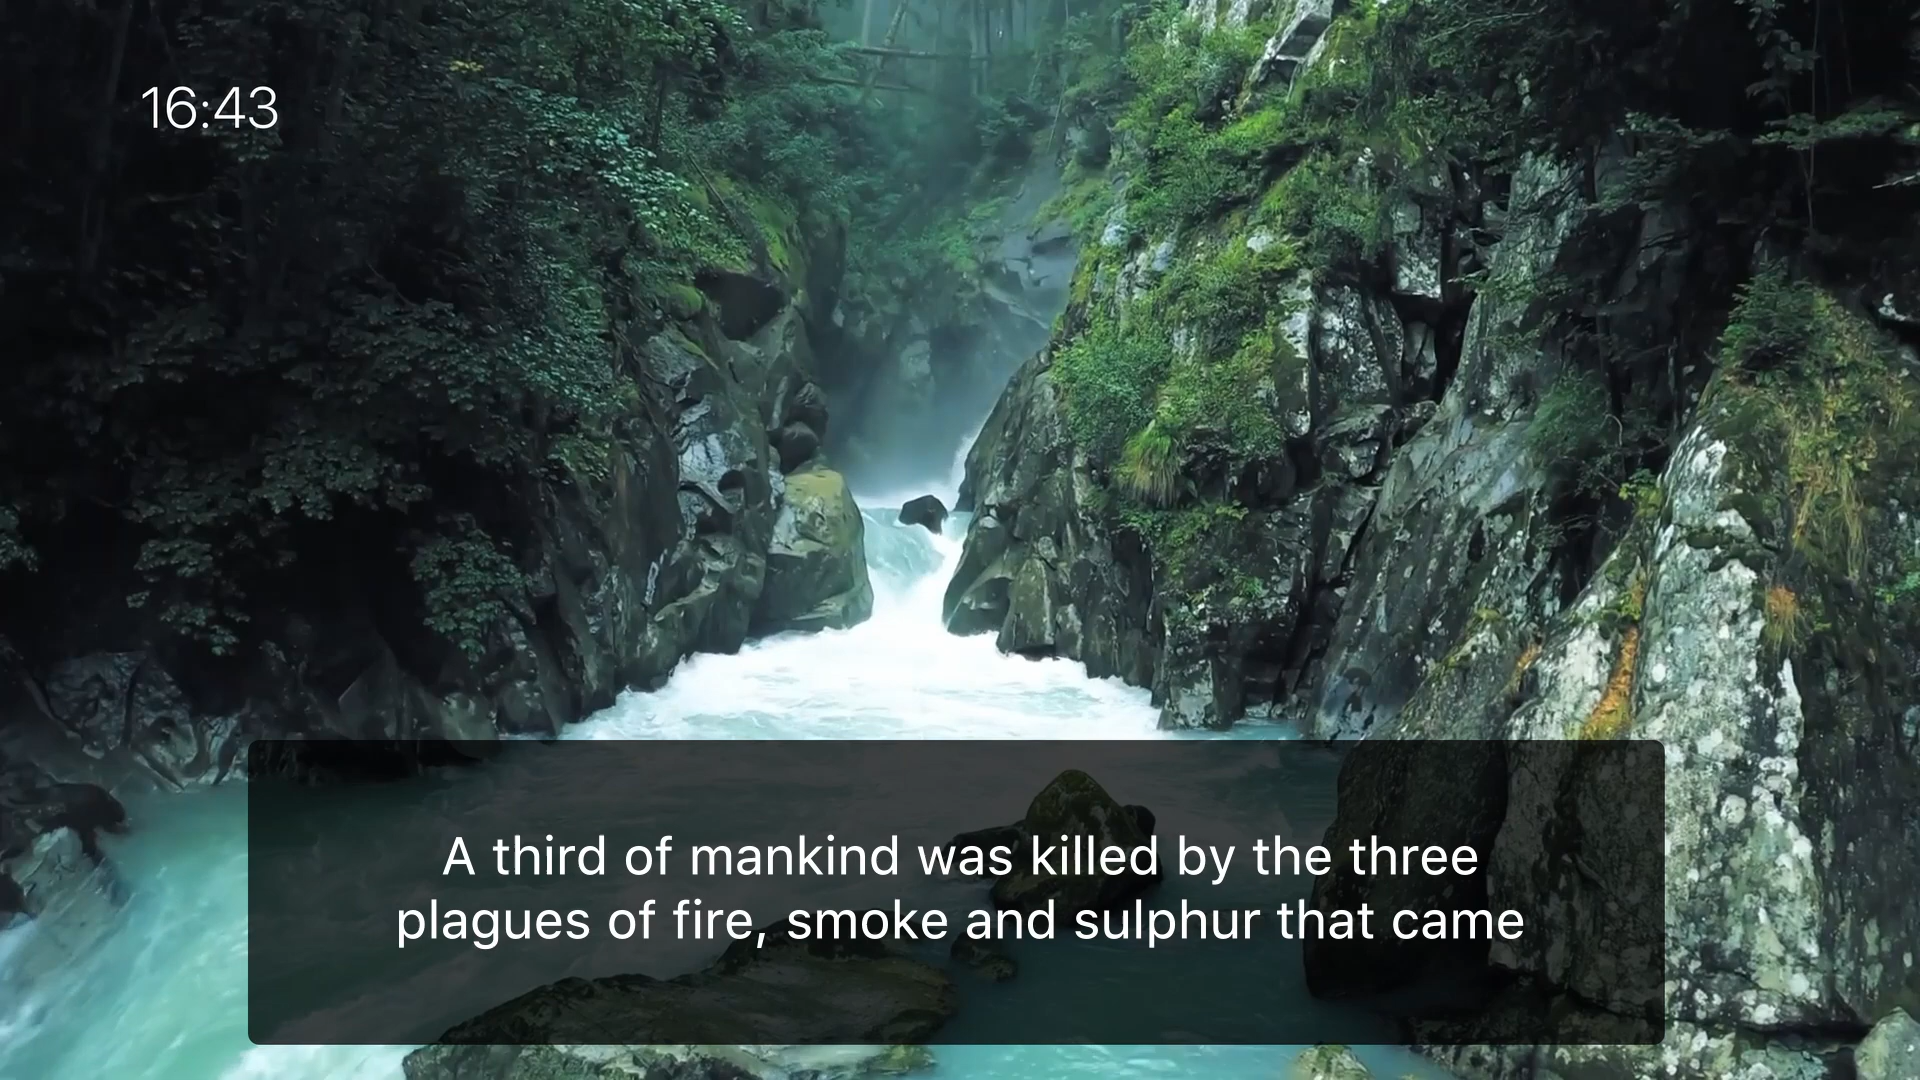 16:43
A third of mankind was killed by the three
plagues of fire, smoke and sulphur that came